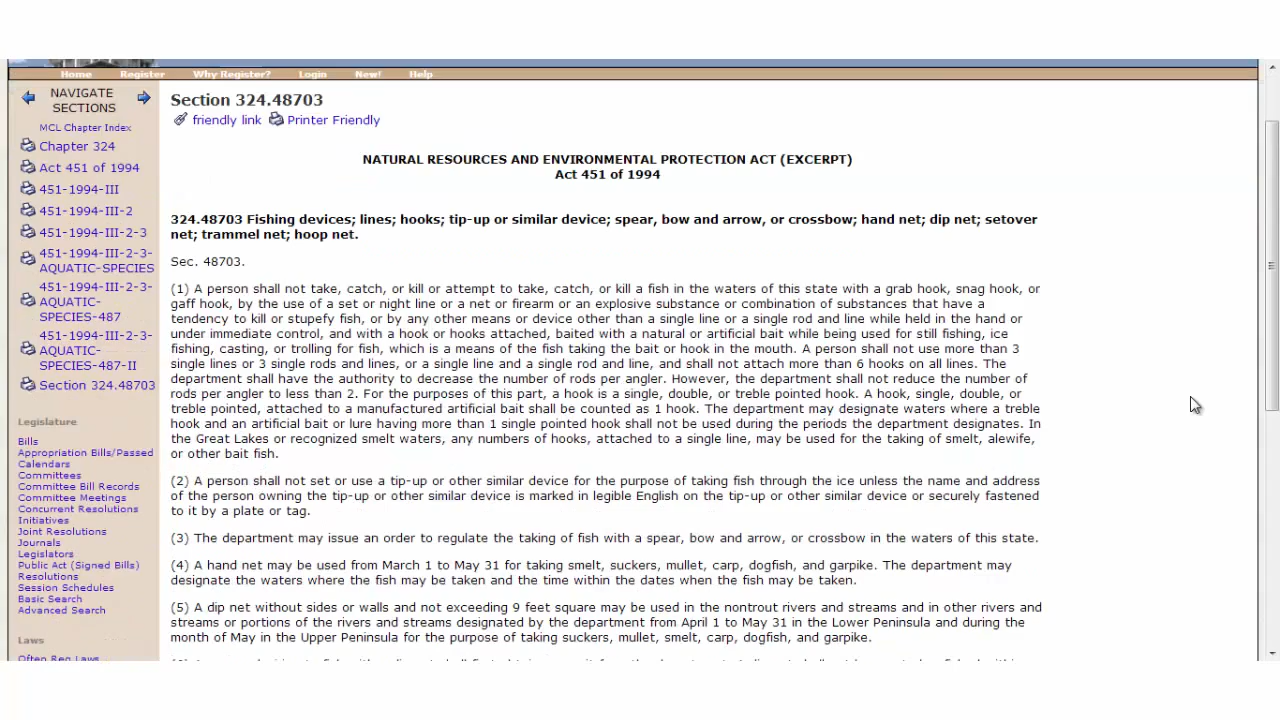 Home Register Why Register? Login New! Help
NAVIGATE
SECTIONS
MCL Chapter Index
Chapter 324
Act 451 of 1994
451-1994-III
451-1994-III-2
451-1994-III-2-3
451-1994-III-2-3-
AQUATIC-SPECIES
451-1994-III-2-3-
AQUATIC-
SPECIES-487
451-1994-III-2-3-
AQUATIC-
SPECIES-487-II
Section 324.48703
Legislature
Bills
Appropriation Bills/Passed
Calendars
Committees
Committee Bill Records
Committee Meetings
Concurrent Resolutions
Initiatives
Joint Resolutions
Journals
Legislators
Public Act (Signed Bills)
Resolutions
Session Schedules
Basic Search
Advanced Search
Laws
Often Req Laws
Section 324.48703
friendly link Printer Friendly
NATURAL RESOURCES AND ENVIRONMENTAL PROTECTION ACT (EXCERPT)
Act 451 of 1994
324.48703 Fishing devices; lines; hooks; tip-up or similar device; spear, bow and arrow, or crossbow; hand net; dip net; setover
net; trammel net; hoop net.
Sec. 48703.
(1) A person shall not take, catch, or kill or attempt to take, catch, or kill a fish in the waters of this state with a grab hook, snag hook, or
gaff hook, by the use of a set or night line or a net or firearm or an explosive substance or combination of substances that have a
tendency to kill or stupefy fish, or by any other means or device other than a single line or a single rod and line while held in the hand or
under immediate control, and with a hook or hooks attached, baited with a natural or artificial bait while being used for still fishing, ice
fishing, casting, or trolling for fish, which is a means of the fish taking the bait or hook in the mouth. A person shall not use more than 3
single lines or 3 single rods and lines, or a single line and a single rod and line, and shall not attach more than 6 hooks on all lines. The
department shall have the authority to decrease the number of rods per angler. However, the department shall not reduce the number of
rods per angler to less than 2. For the purposes of this part, a hook is a single, double, or treble pointed hook. A hook, single, double, or
treble pointed, attached to a manufactured artificial bait shall be counted as 1 hook. The department may designate waters where a treble
hook and an artificial bait or lure having more than 1 single pointed hook shall not be used during the periods the department designates. In
the Great Lakes or recognized smelt waters, any numbers of hooks, attached to a single line, may be used for the taking of smelt, alewife,
or other bait fish.
(2) A person shall not set or use a tip-up or other similar device for the purpose of taking fish through the ice unless the name and address
of the person owning the tip-up or other similar device is marked in legible English on the tip-up or other similar device or securely fastened
to it by a plate or tag.
(3) The department may issue an order to regulate the taking of fish with a spear, bow and arrow, or crossbow in the waters of this state.
(4) A hand net may be used from March 1 to May 31 for taking smelt, suckers, mullet, carp, dogfish, and garpike. The department may
designate the waters where the fish may be taken and the time within the dates when the fish may be taken.
(5) A dip net without sides or walls and not exceeding 9 feet square may be used in the nontrout rivers and streams and in other rivers and
streams or portions of the rivers and streams designated by the department from April 1 to May 31 in the Lower Peninsula and during the
month of May in the Upper Peninsula for the purpose of taking suckers, mullet, smelt, carp, dogfish, and garpike.